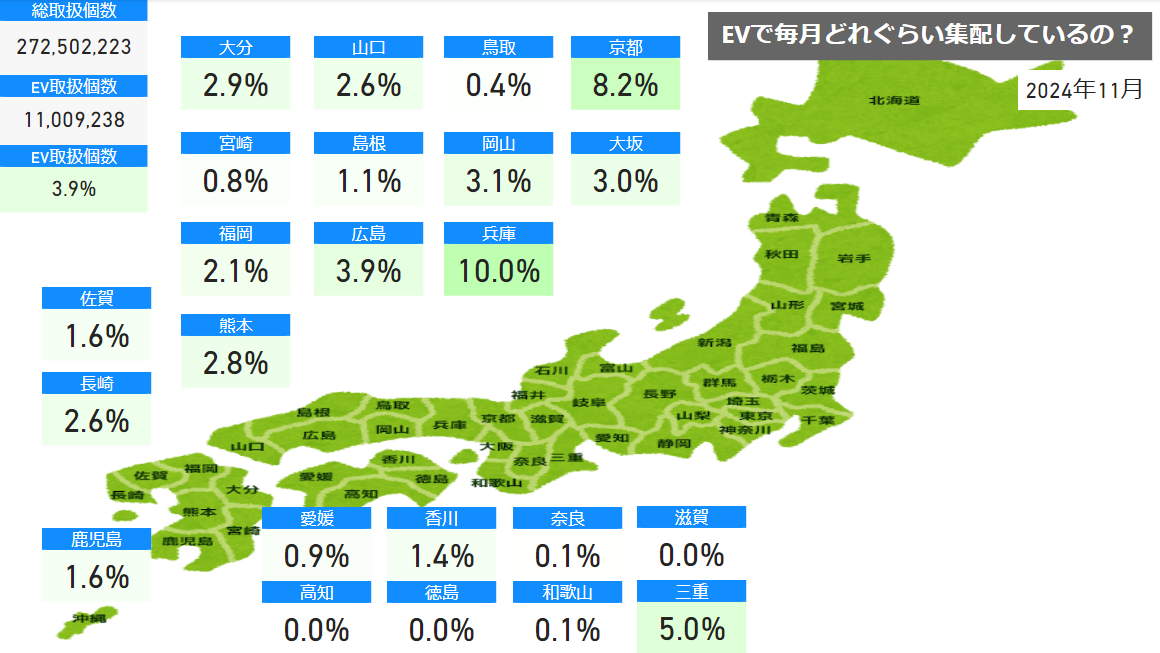 総取扱個数
272,502,223
EV取扱個数
11,009,238
EV取扱個数
3.9%
EVで毎月どれぐらい集配しているの？
2024年11月
大分
2.9%
山口
2.6%
鳥取
0.4%
京都
8.2%
宮崎
0.8%
島根
1.1%
岡山
3.1%
大坂
3.0%
福岡
2.1%
広島
3.9%
兵庫
10.0%
佐賀
1.6%
熊本
2.8%
長崎
2.6%
北海道
青森
秋田
岩手
山形
宮城
新潟
福島
石川
富山
群馬
栃木
茨城
福井
岐阜
長野
埼玉
山梨
東京
千葉
神奈川
島根
鳥取
京都
滋賀
山口
広島
岡山
兵庫
愛知
静岡
大阪
奈良
三重
和歌山
香川
愛媛
徳島
高知
佐賀
福岡
長崎
大分
熊本
宮崎
鹿児島
沖縄
鹿児島
1.6%
愛媛
0.9%
香川
1.4%
奈良
0.1%
滋賀
0.0%
高知
0.0%
徳島
0.0%
和歌山
0.1%
三重
5.0%